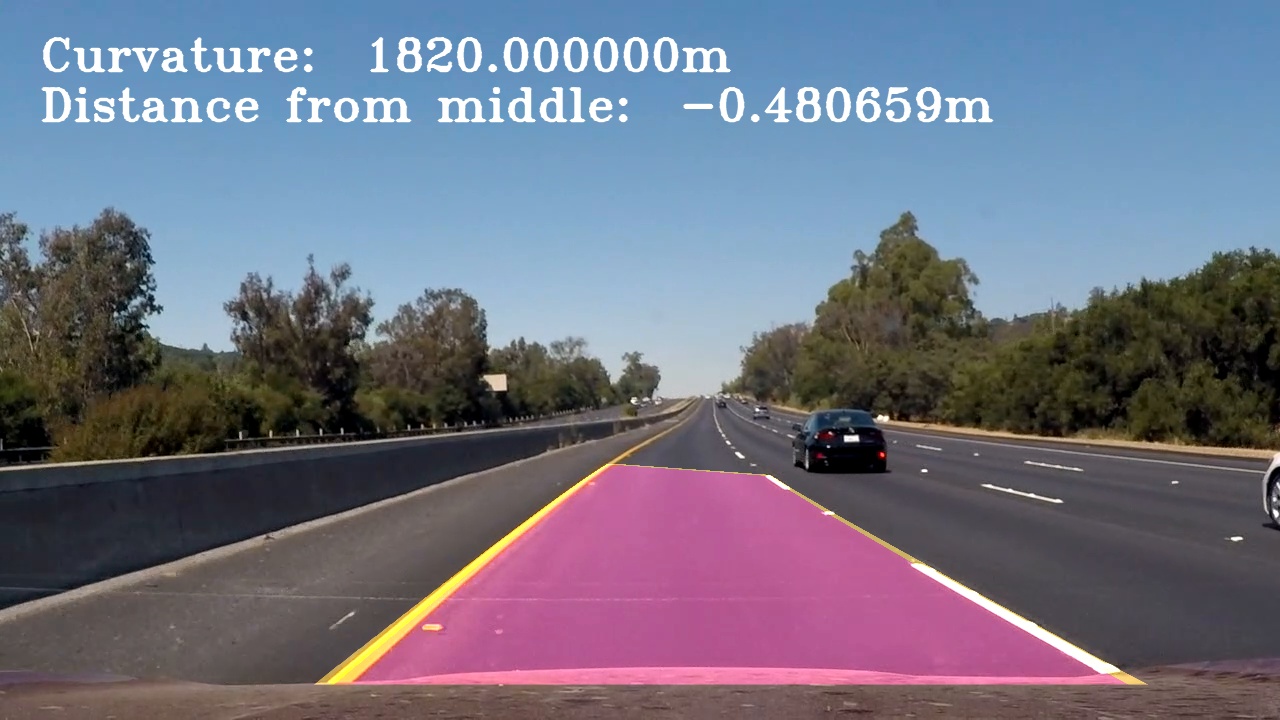 Curvature: 1820.000000m
Distance from middle: −0.480659m